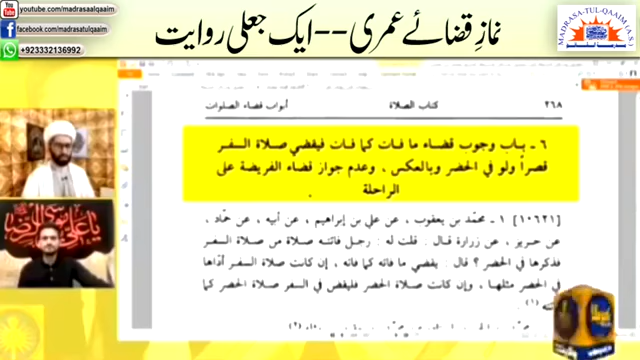 youtube.com/madrasaalqaaim
facebook.com/madrasatulqaaim
+923332136992
نمازِ قضائے عمری -- ایک جعلی روایت
MADRASA-TUL-QAAIM(A.S.)
٢٦٨ كتاب الصلاة أبواب قضاء الصلوات
٦ - باب وجوب قضاء ما فات كما فات فيقضي صلاة السفر
قصراً ولو في الحضر وبالعكس ، وعدم جواز قضاء الفريضة على
الراحلة
[١٠٦٢١] ١ - محمّد بن يعقوب ، عن علي بن إبراهيم ، عن أبيه ، عن حمّاد ،
عن حريز ، عن زرارة قال : قلت له : رجل فاتته صلاة من صلاة السفر
فذكرها في الحضر ؟ قال : يقضي ما فاته كما فاته ، إن كانت صلاة السفر أدّاها
في الحضر مثلها ، وإن كانت صلاة الحضر فليقض في السفر صلاة الحضر كما